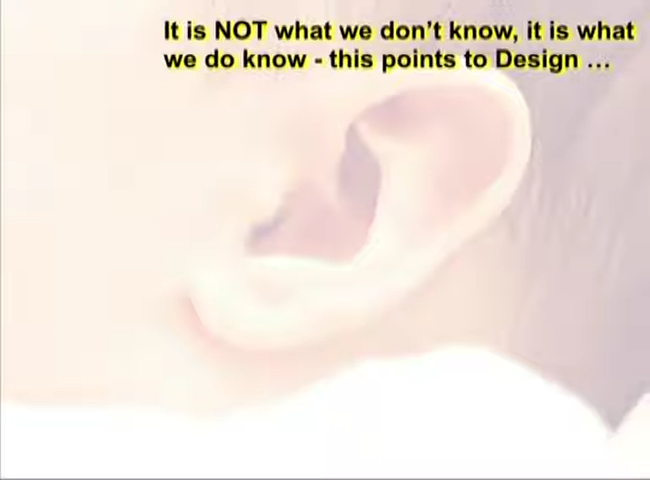 It is NOT what we don’t know, it is what
we do know - this points to Design …